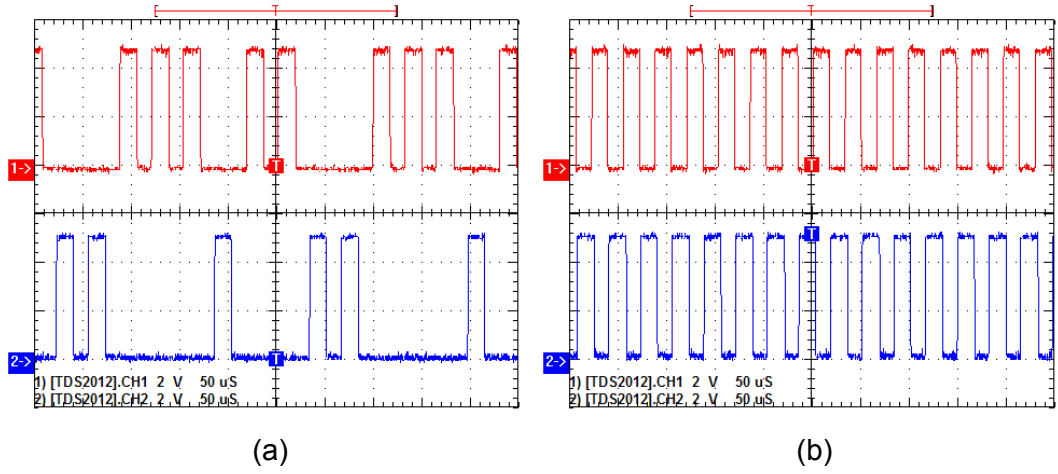 T T
1-> T 1-> T
2-> T 2-> T
1) [TDS2012].CH1 2 V 50 uS 1) [TDS2012].CH1 2 V 50 uS
2) [TDS2012].CH2 2 V 50 uS 2) [TDS2012].CH2 2 V 50 uS
(a) (b)